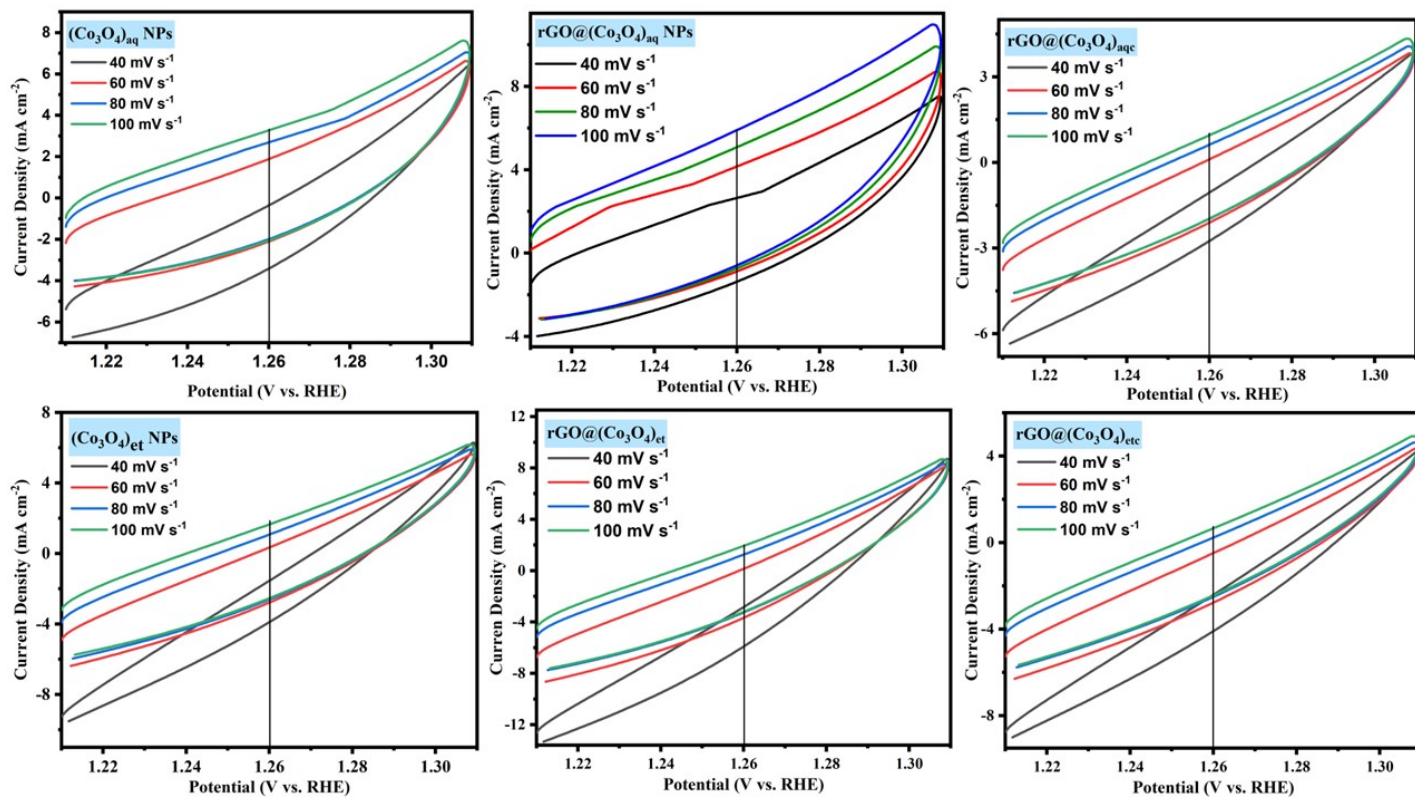 (Co₃O₄)aq NPs
40 mV s⁻¹
60 mV s⁻¹
80 mV s⁻¹
100 mV s⁻¹
Current Density (mA cm⁻²)
8
6
4
2
0
-2
-4
-6
1.22
1.24
1.26
1.28
1.30
Potential (V vs. RHE)
rGO@(Co₃O₄)aq NPs
40 mV s⁻¹
60 mV s⁻¹
80 mV s⁻¹
100 mV s⁻¹
Current Density (mA cm⁻²)
8
4
0
-4
1.22
1.24
1.26
1.28
1.30
Potential (V vs. RHE)
rGO@(Co₃O₄)aqc
40 mV s⁻¹
60 mV s⁻¹
80 mV s⁻¹
100 mV s⁻¹
Current Density (mA cm⁻²)
3
0
-3
-6
1.22
1.24
1.26
1.28
1.30
Potential (V vs. RHE)
(Co₃O₄)et NPs
40 mV s⁻¹
60 mV s⁻¹
80 mV s⁻¹
100 mV s⁻¹
Current Density (mA cm⁻²)
8
4
0
-4
-8
1.22
1.24
1.26
1.28
1.30
Potential (V vs. RHE)
rGO@(Co₃O₄)et
40 mV s⁻¹
60 mV s⁻¹
80 mV s⁻¹
100 mV s⁻¹
Curren Density (mA cm⁻²)
12
8
4
0
-4
-8
-12
1.22
1.24
1.26
1.28
1.30
Potential (V vs. RHE)
rGO@(Co₃O₄)etc
40 mV s⁻¹
60 mV s⁻¹
80 mV s⁻¹
100 mV s⁻¹
Current Density (mA cm⁻²)
4
0
-4
-8
1.22
1.24
1.26
1.28
1.30
Potential (V vs. RHE)